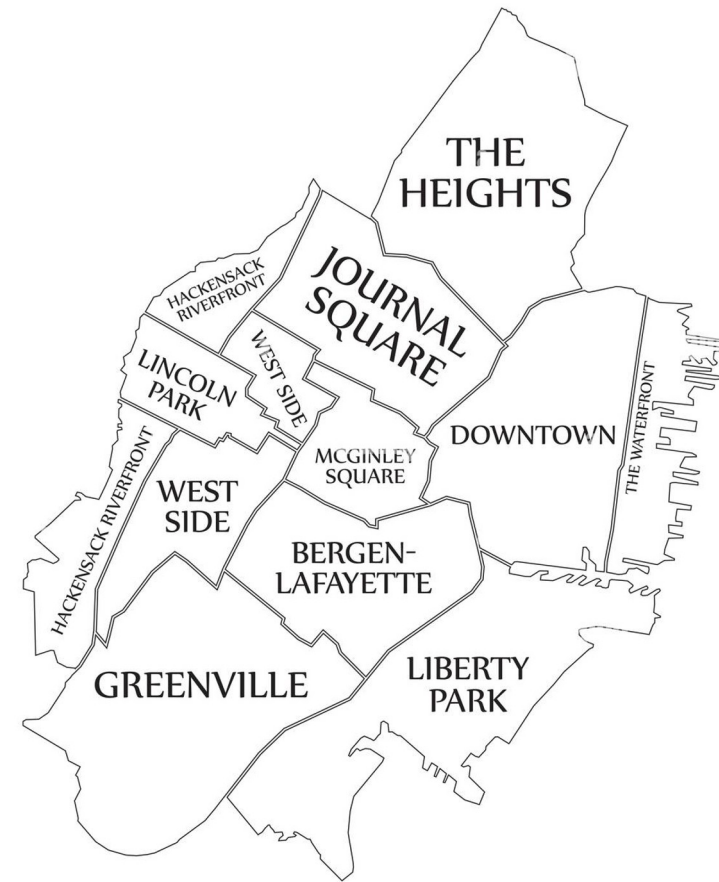 THE
HEIGHTS
JOURNAL
SQUARE
HACKENSACK
RIVERFRONT
WEST SIDE
LINCOLN
PARK
THE WATERFRONT
DOWNTOWN
MCGINLEY
SQUARE
HACKENSACK RIVERFRONT
WEST
SIDE
BERGEN-
LAFAYETTE
GREENVILLE
LIBERTY
PARK